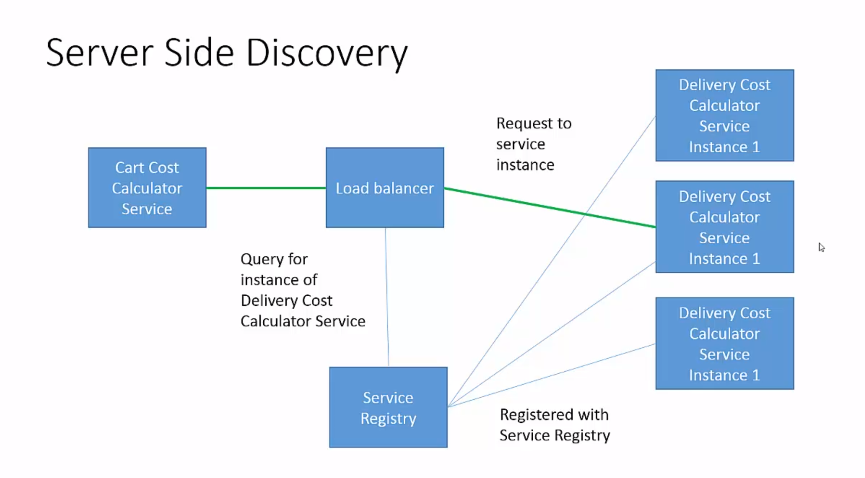 Server Side Discovery
Delivery Cost
Calculator
Service
Instance 1
Request to
service
instance
Cart Cost
Calculator
Service
Load balancer
Delivery Cost
Calculator
Service
Instance 1
Query for
instance of
Delivery Cost
Calculator Service
Delivery Cost
Calculator
Service
Instance 1
Service
Registry
Registered with
Service Registry